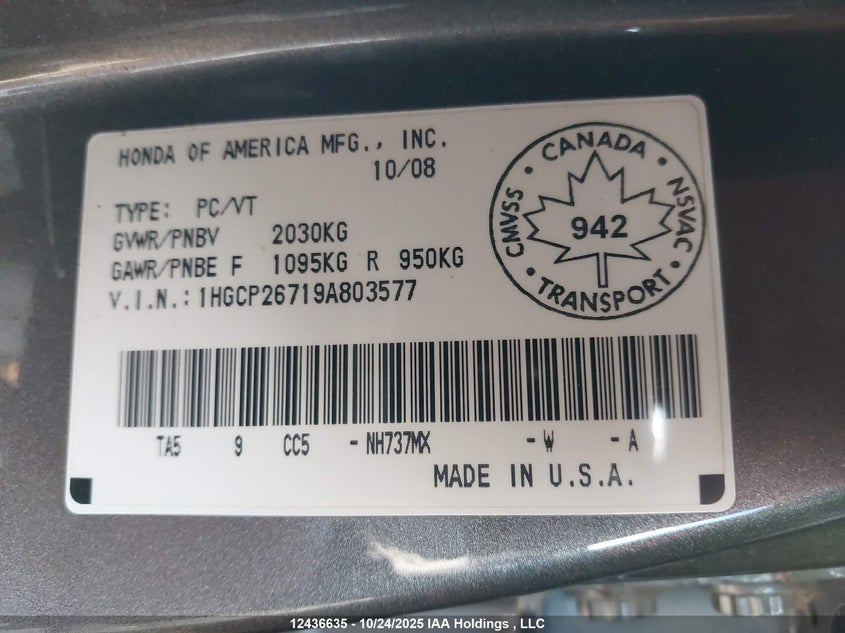 HONDA OF AMERICA MFG., INC.
10/08
TYPE: PC/VT
GVWR/PNBV 2030KG
GAWR/PNBE F 1095KG R 950KG
V.I.N.: 1HGCP26719A803577
CANADA
CMVSS
NSVAC
942
TRANSPORT
TA5 9 CC5 -NH737MX -W -A
MADE IN U.S.A.
12436635 - 10/24/2025 IAA Holdings , LLC